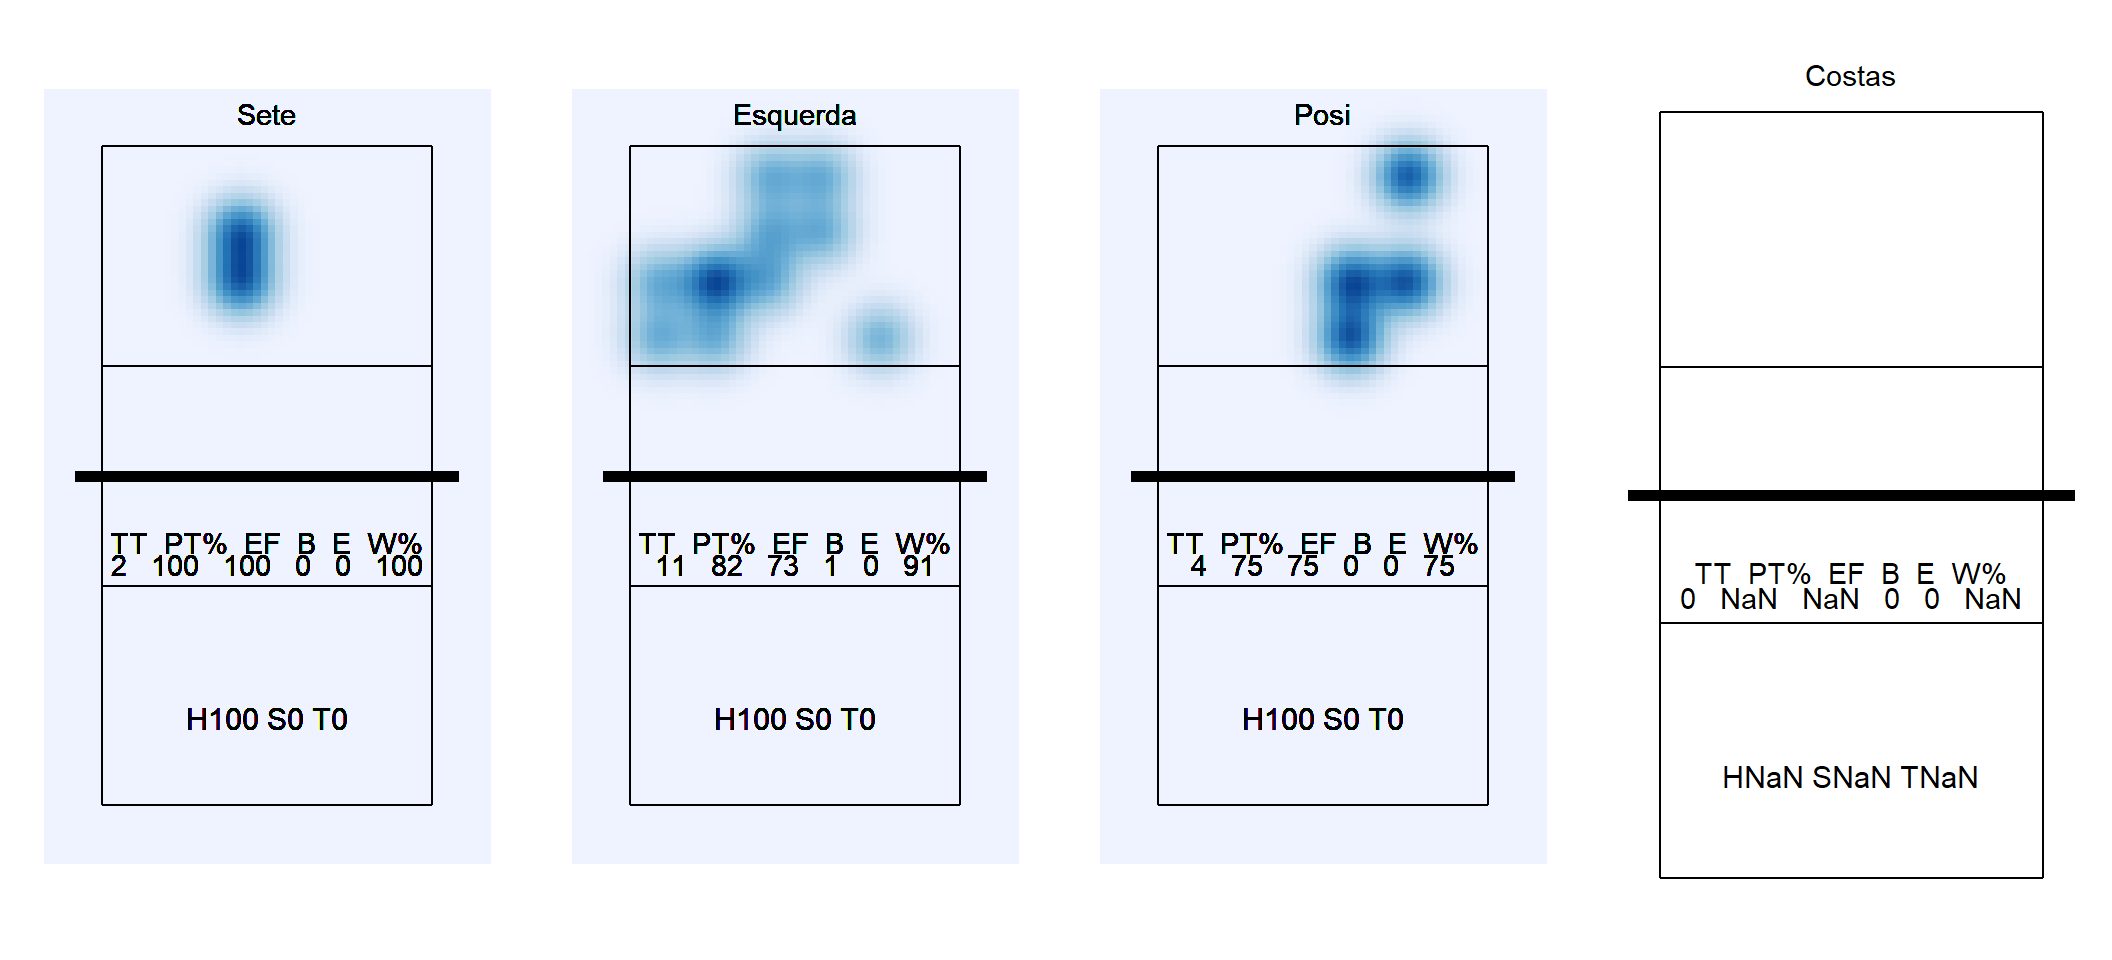 Sete
TT PT% EF B E W%
2 100 100 0 0 100
H100 S0 T0
Esquerda
TT PT% EF B E W%
11 82 73 1 0 91
H100 S0 T0
Posi
TT PT% EF B E W%
4 75 75 0 0 75
H100 S0 T0
Costas
TT PT% EF B E W%
0 NaN NaN 0 0 NaN
HNaN SNaN TNaN